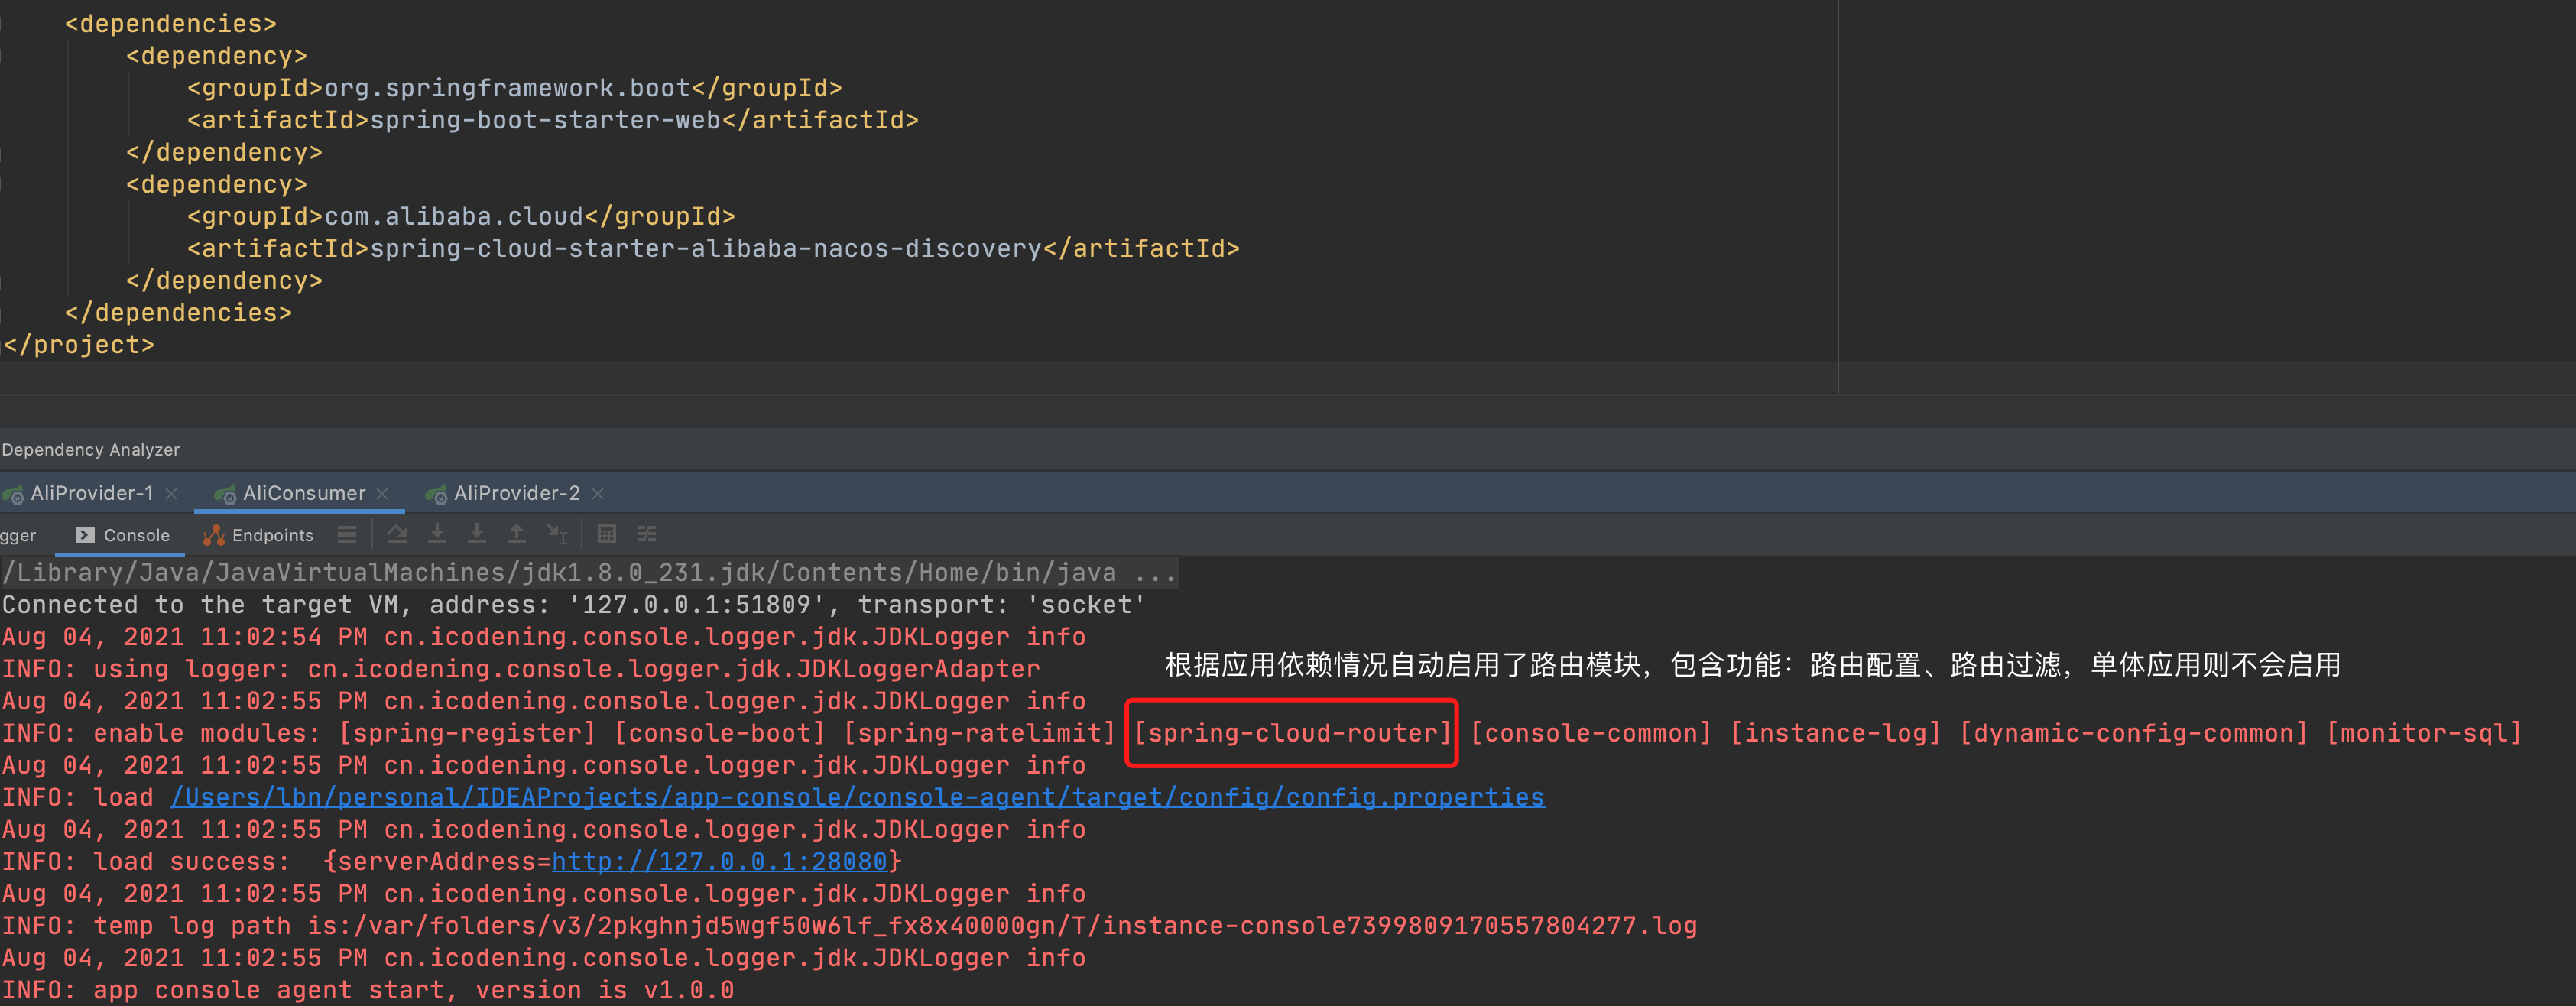 <dependencies>
<dependency>
<groupId>org.springframework.boot</groupId>
<artifactId>spring-boot-starter-web</artifactId>
</dependency>
<dependency>
<groupId>com.alibaba.cloud</groupId>
<artifactId>spring-cloud-starter-alibaba-nacos-discovery</artifactId>
</dependency>
</dependencies>
</project>
Dependency Analyzer
AliProvider-1 AliConsumer AliProvider-2
gger Console Endpoints
/Library/Java/JavaVirtualMachines/jdk1.8.0_231.jdk/Contents/Home/bin/java ...
Connected to the target VM, address: '127.0.0.1:51809', transport: 'socket'
Aug 04, 2021 11:02:54 PM cn.icodening.console.logger.jdk.JDKLogger info
INFO: using logger: cn.icodening.console.logger.jdk.JDKLoggerAdapter
根据应用依赖情况自动启用了路由模块，包含功能：路由配置、路由过滤，单体应用则不会启用
Aug 04, 2021 11:02:55 PM cn.icodening.console.logger.jdk.JDKLogger info
INFO: enable modules: [spring-register] [console-boot] [spring-ratelimit] [spring-cloud-router] [console-common] [instance-log] [dynamic-config-common] [monitor-sql]
Aug 04, 2021 11:02:55 PM cn.icodening.console.logger.jdk.JDKLogger info
INFO: load /Users/lbn/personal/IDEAProjects/app-console/console-agent/target/config/config.properties
Aug 04, 2021 11:02:55 PM cn.icodening.console.logger.jdk.JDKLogger info
INFO: load success:  {serverAddress=http://127.0.0.1:28080}
Aug 04, 2021 11:02:55 PM cn.icodening.console.logger.jdk.JDKLogger info
INFO: temp log path is:/var/folders/v3/2pkghnjd5wgf50w6lf_fx8x40000gn/T/instance-console7399809170557804277.log
Aug 04, 2021 11:02:55 PM cn.icodening.console.logger.jdk.JDKLogger info
INFO: app console agent start, version is v1.0.0